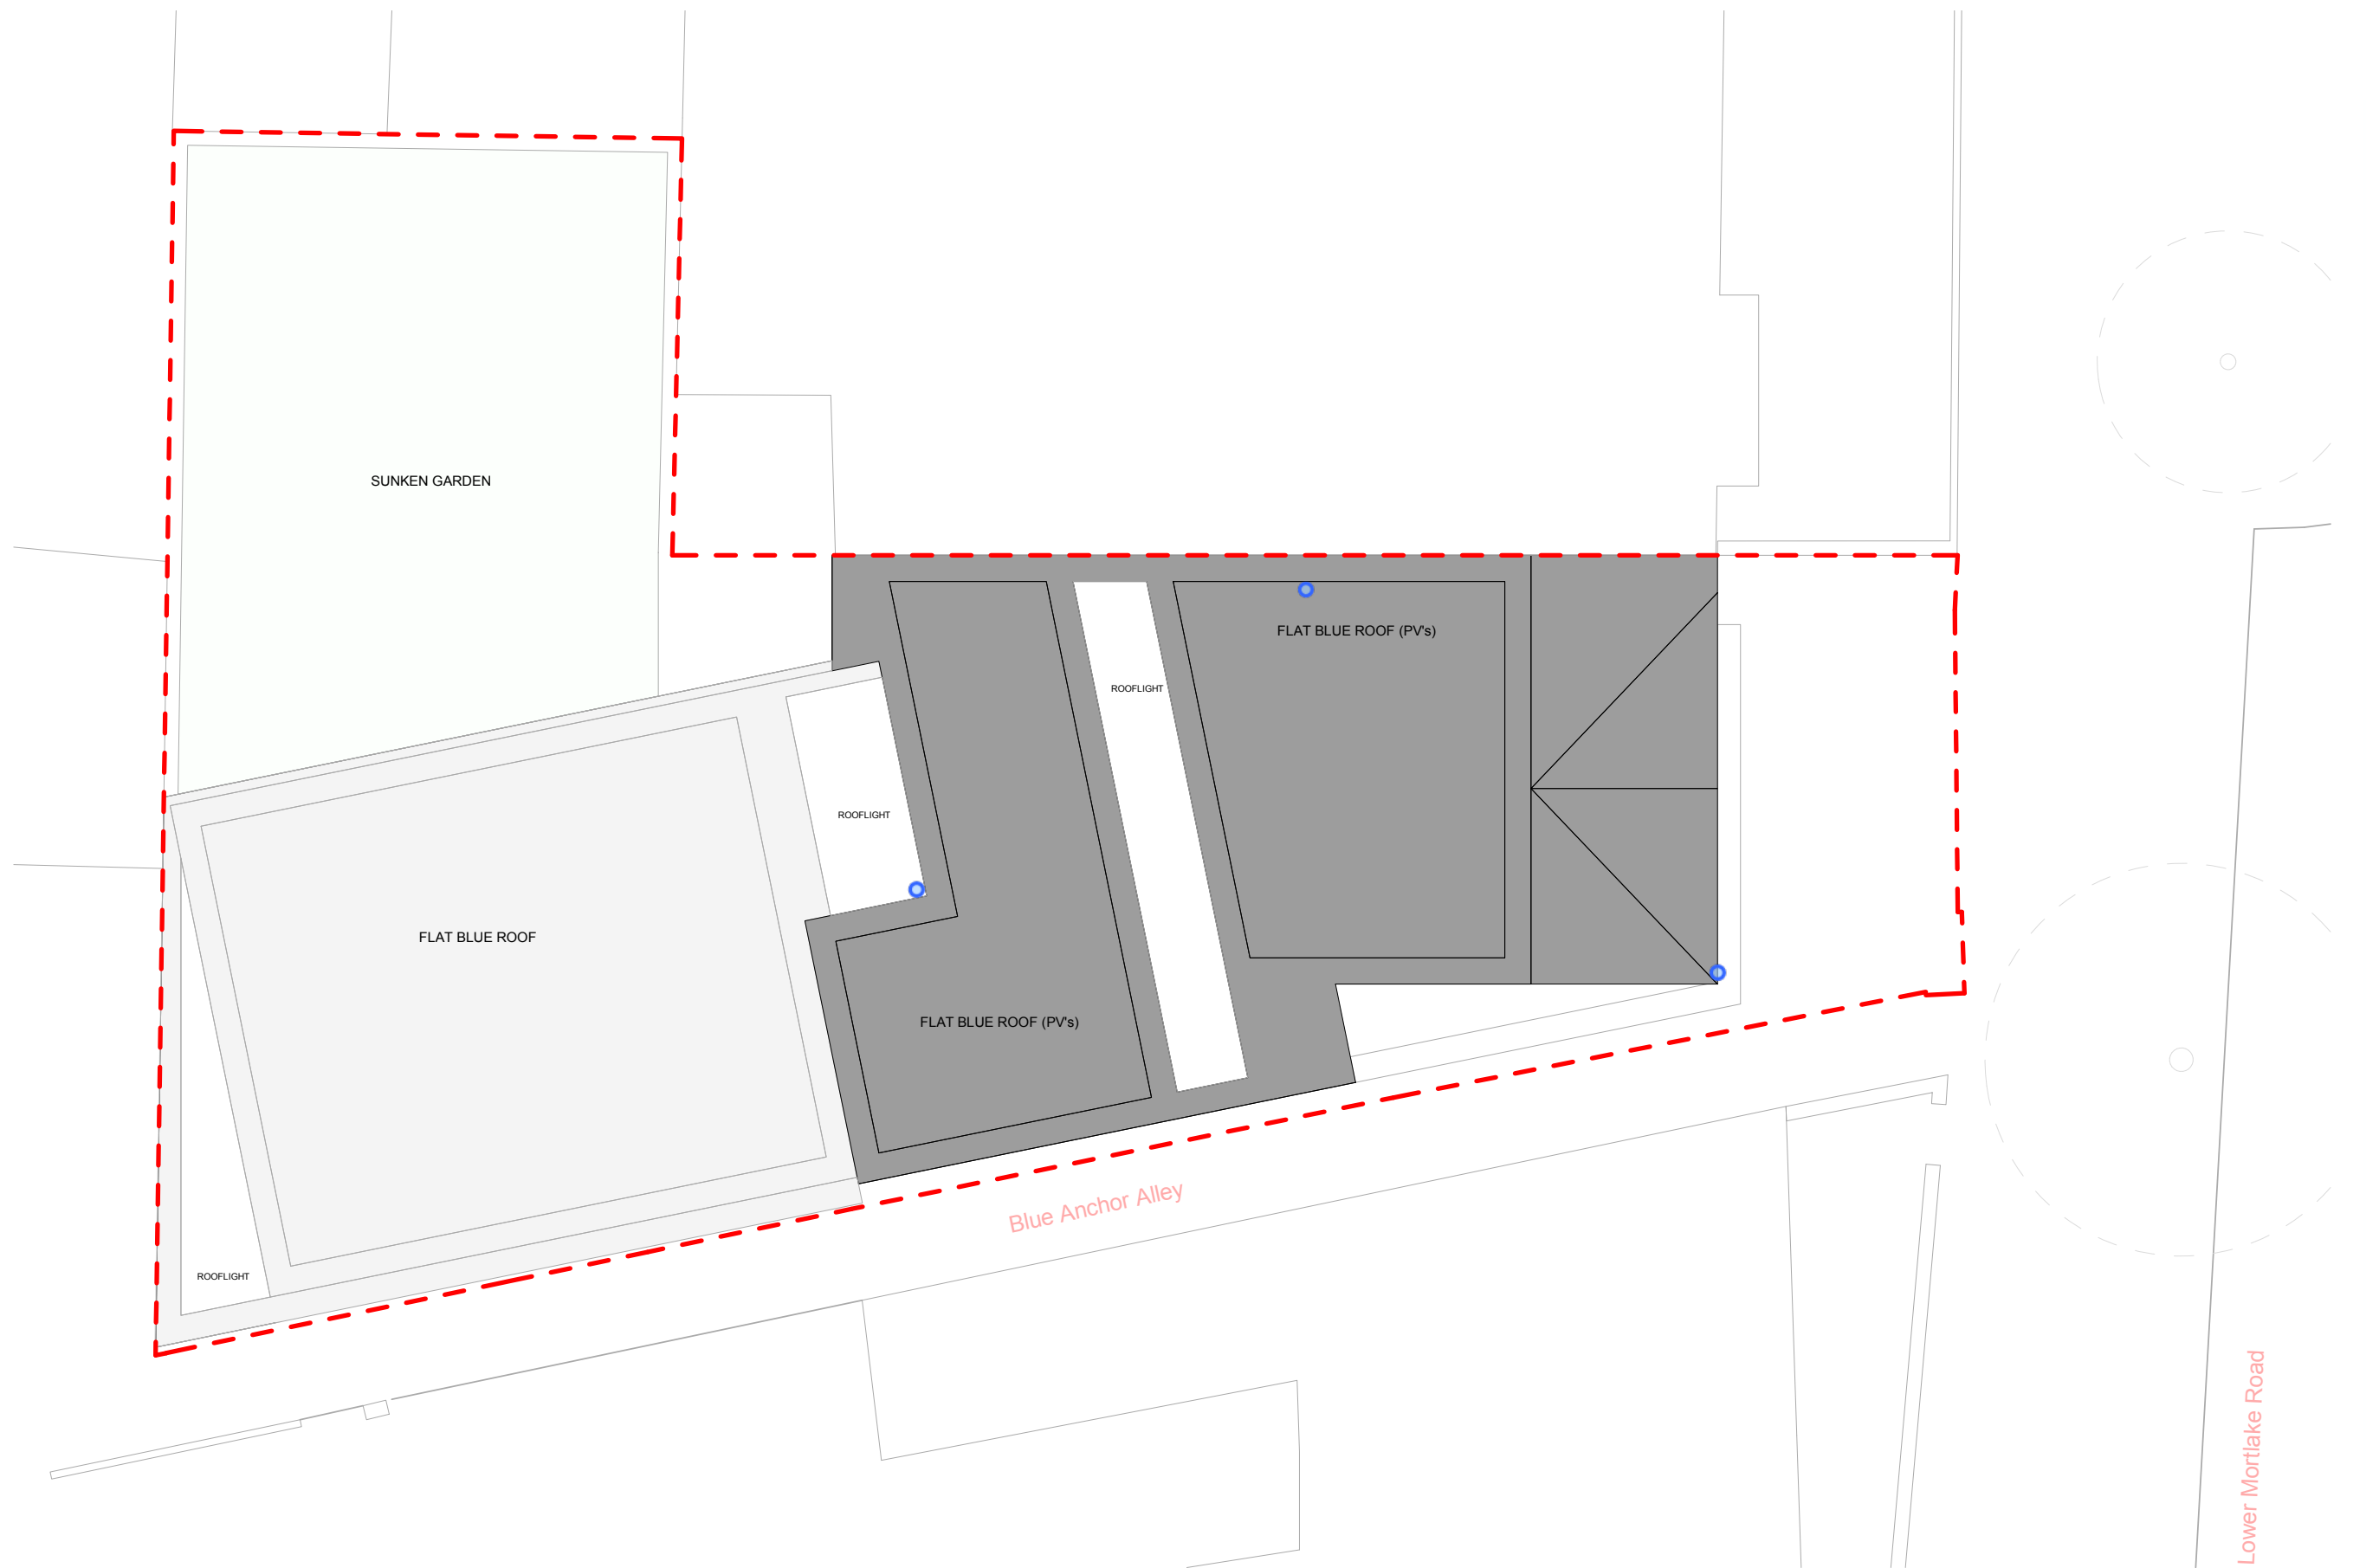 SUNKEN GARDEN
FLAT BLUE ROOF (PV's)
ROOFLIGHT
ROOFLIGHT
FLAT BLUE ROOF
FLAT BLUE ROOF (PV's)
Blue Anchor Alley
ROOFLIGHT
Lower Mortlake Road